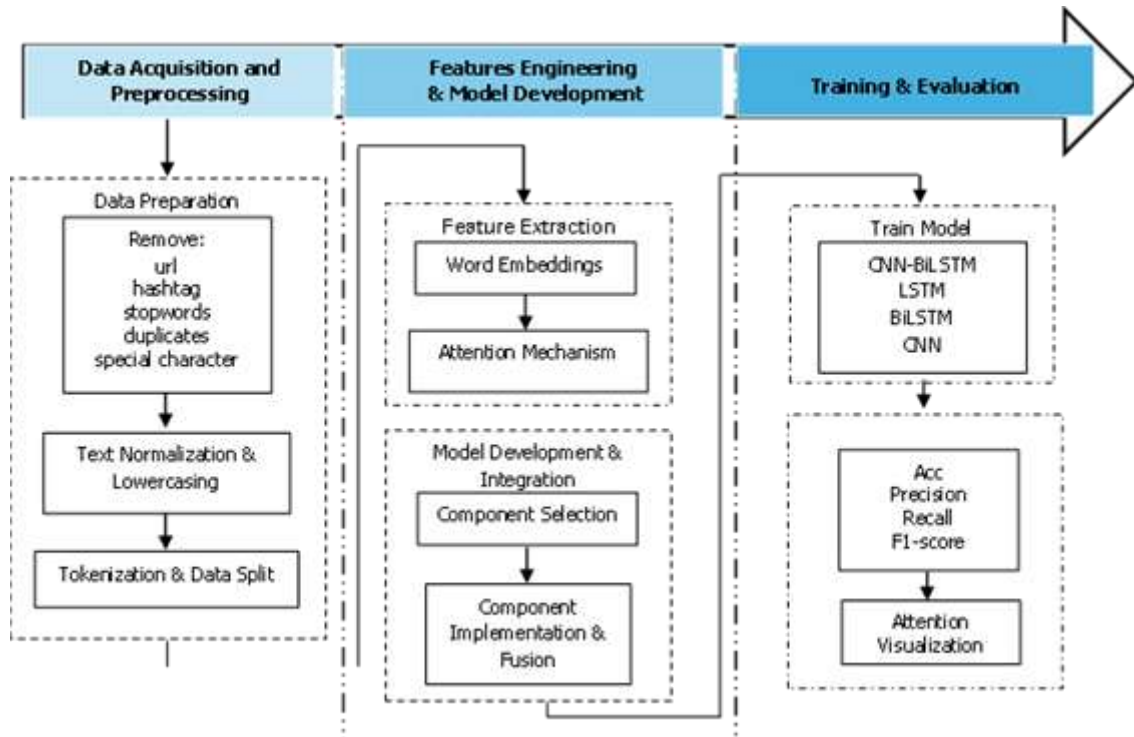 Data Acquisition and
Preprocessing
Features Engineering
& Model Development
Training & Evaluation
Data Preparation
Remove:
url
hashtag
stopwords
duplicates
special character
Text Normalization &
Lowercasing
Tokenization & Data Split
Feature Extraction
Word Embeddings
Attention Mechanism
Model Development &
Integration
Component Selection
Component
Implementation &
Fusion
Train Model
CNN-BiLSTM
LSTM
BiLSTM
CNN
Acc
Precision
Recall
F1-score
Attention
Visualization